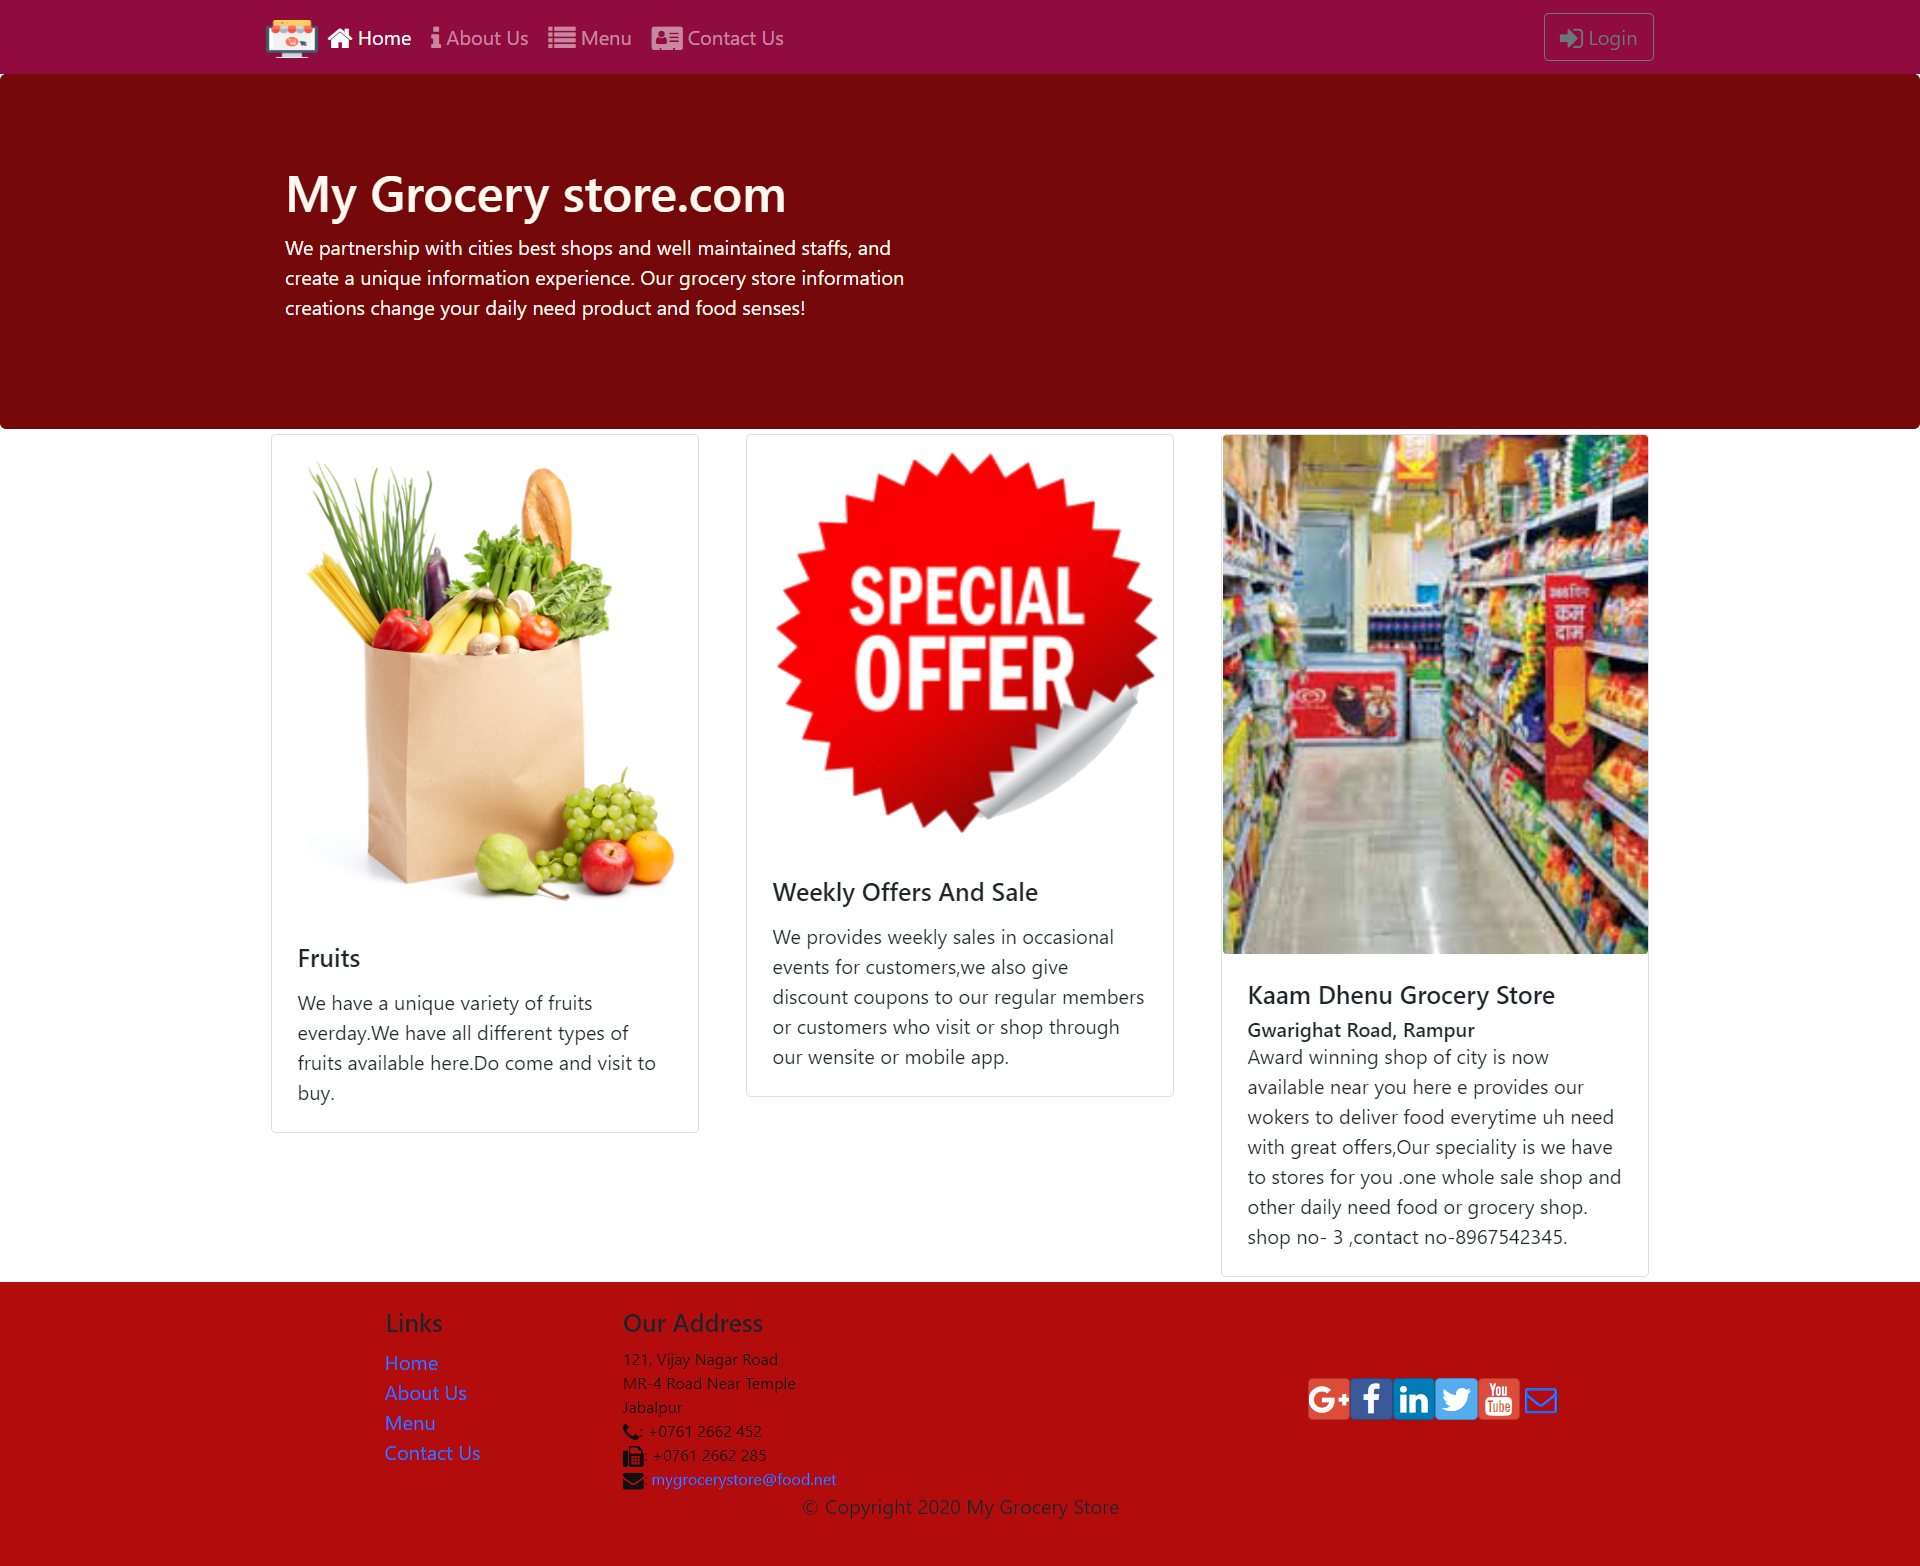 Home
About Us
Menu
Contact Us
Login
My Grocery store.com
We partnership with cities best shops and well maintained staffs, and
create a unique information experience. Our grocery store information
creations change your daily need product and food senses!
Fruits
We have a unique variety of fruits
everday.We have all different types of
fruits available here.Do come and visit to
buy.
SPECIAL
OFFER
Weekly Offers And Sale
We provides weekly sales in occasional
events for customers,we also give
discount coupons to our regular members
or customers who visit or shop through
our wensite or mobile app.
कम
दाम
Kaam Dhenu Grocery Store
Gwarighat Road, Rampur
Award winning shop of city is now
available near you here e provides our
wokers to deliver food everytime uh need
with great offers,Our speciality is we have
to stores for you .one whole sale shop and
other daily need food or grocery shop.
shop no- 3 ,contact no-8967542345.
Links
Home
About Us
Menu
Contact Us
Our Address
121, Vijay Nagar Road
MR-4 Road Near Temple
Jabalpur
: +0761 2662 452
: +0761 2662 285
: mygrocerystore@food.net
G+
f
in
You
Tube
© Copyright 2020 My Grocery Store